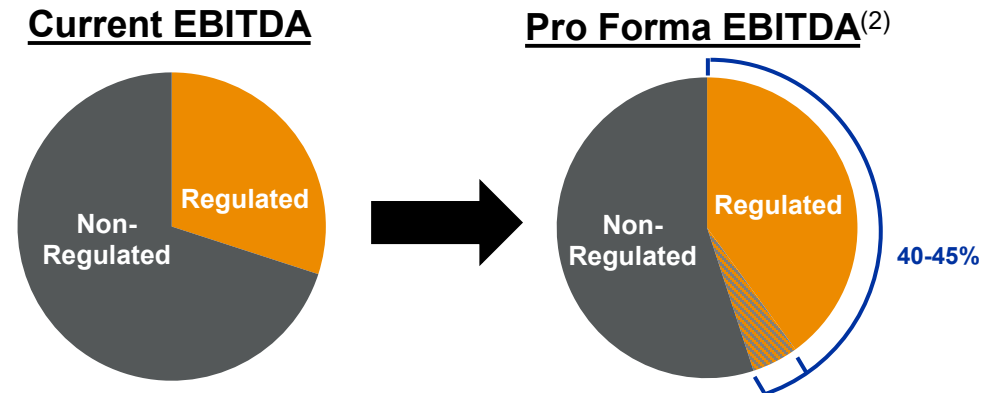 Current EBITDA
Pro Forma EBITDA(2)
Regulated
Non-
Regulated
Regulated
Non-
Regulated
40-45%